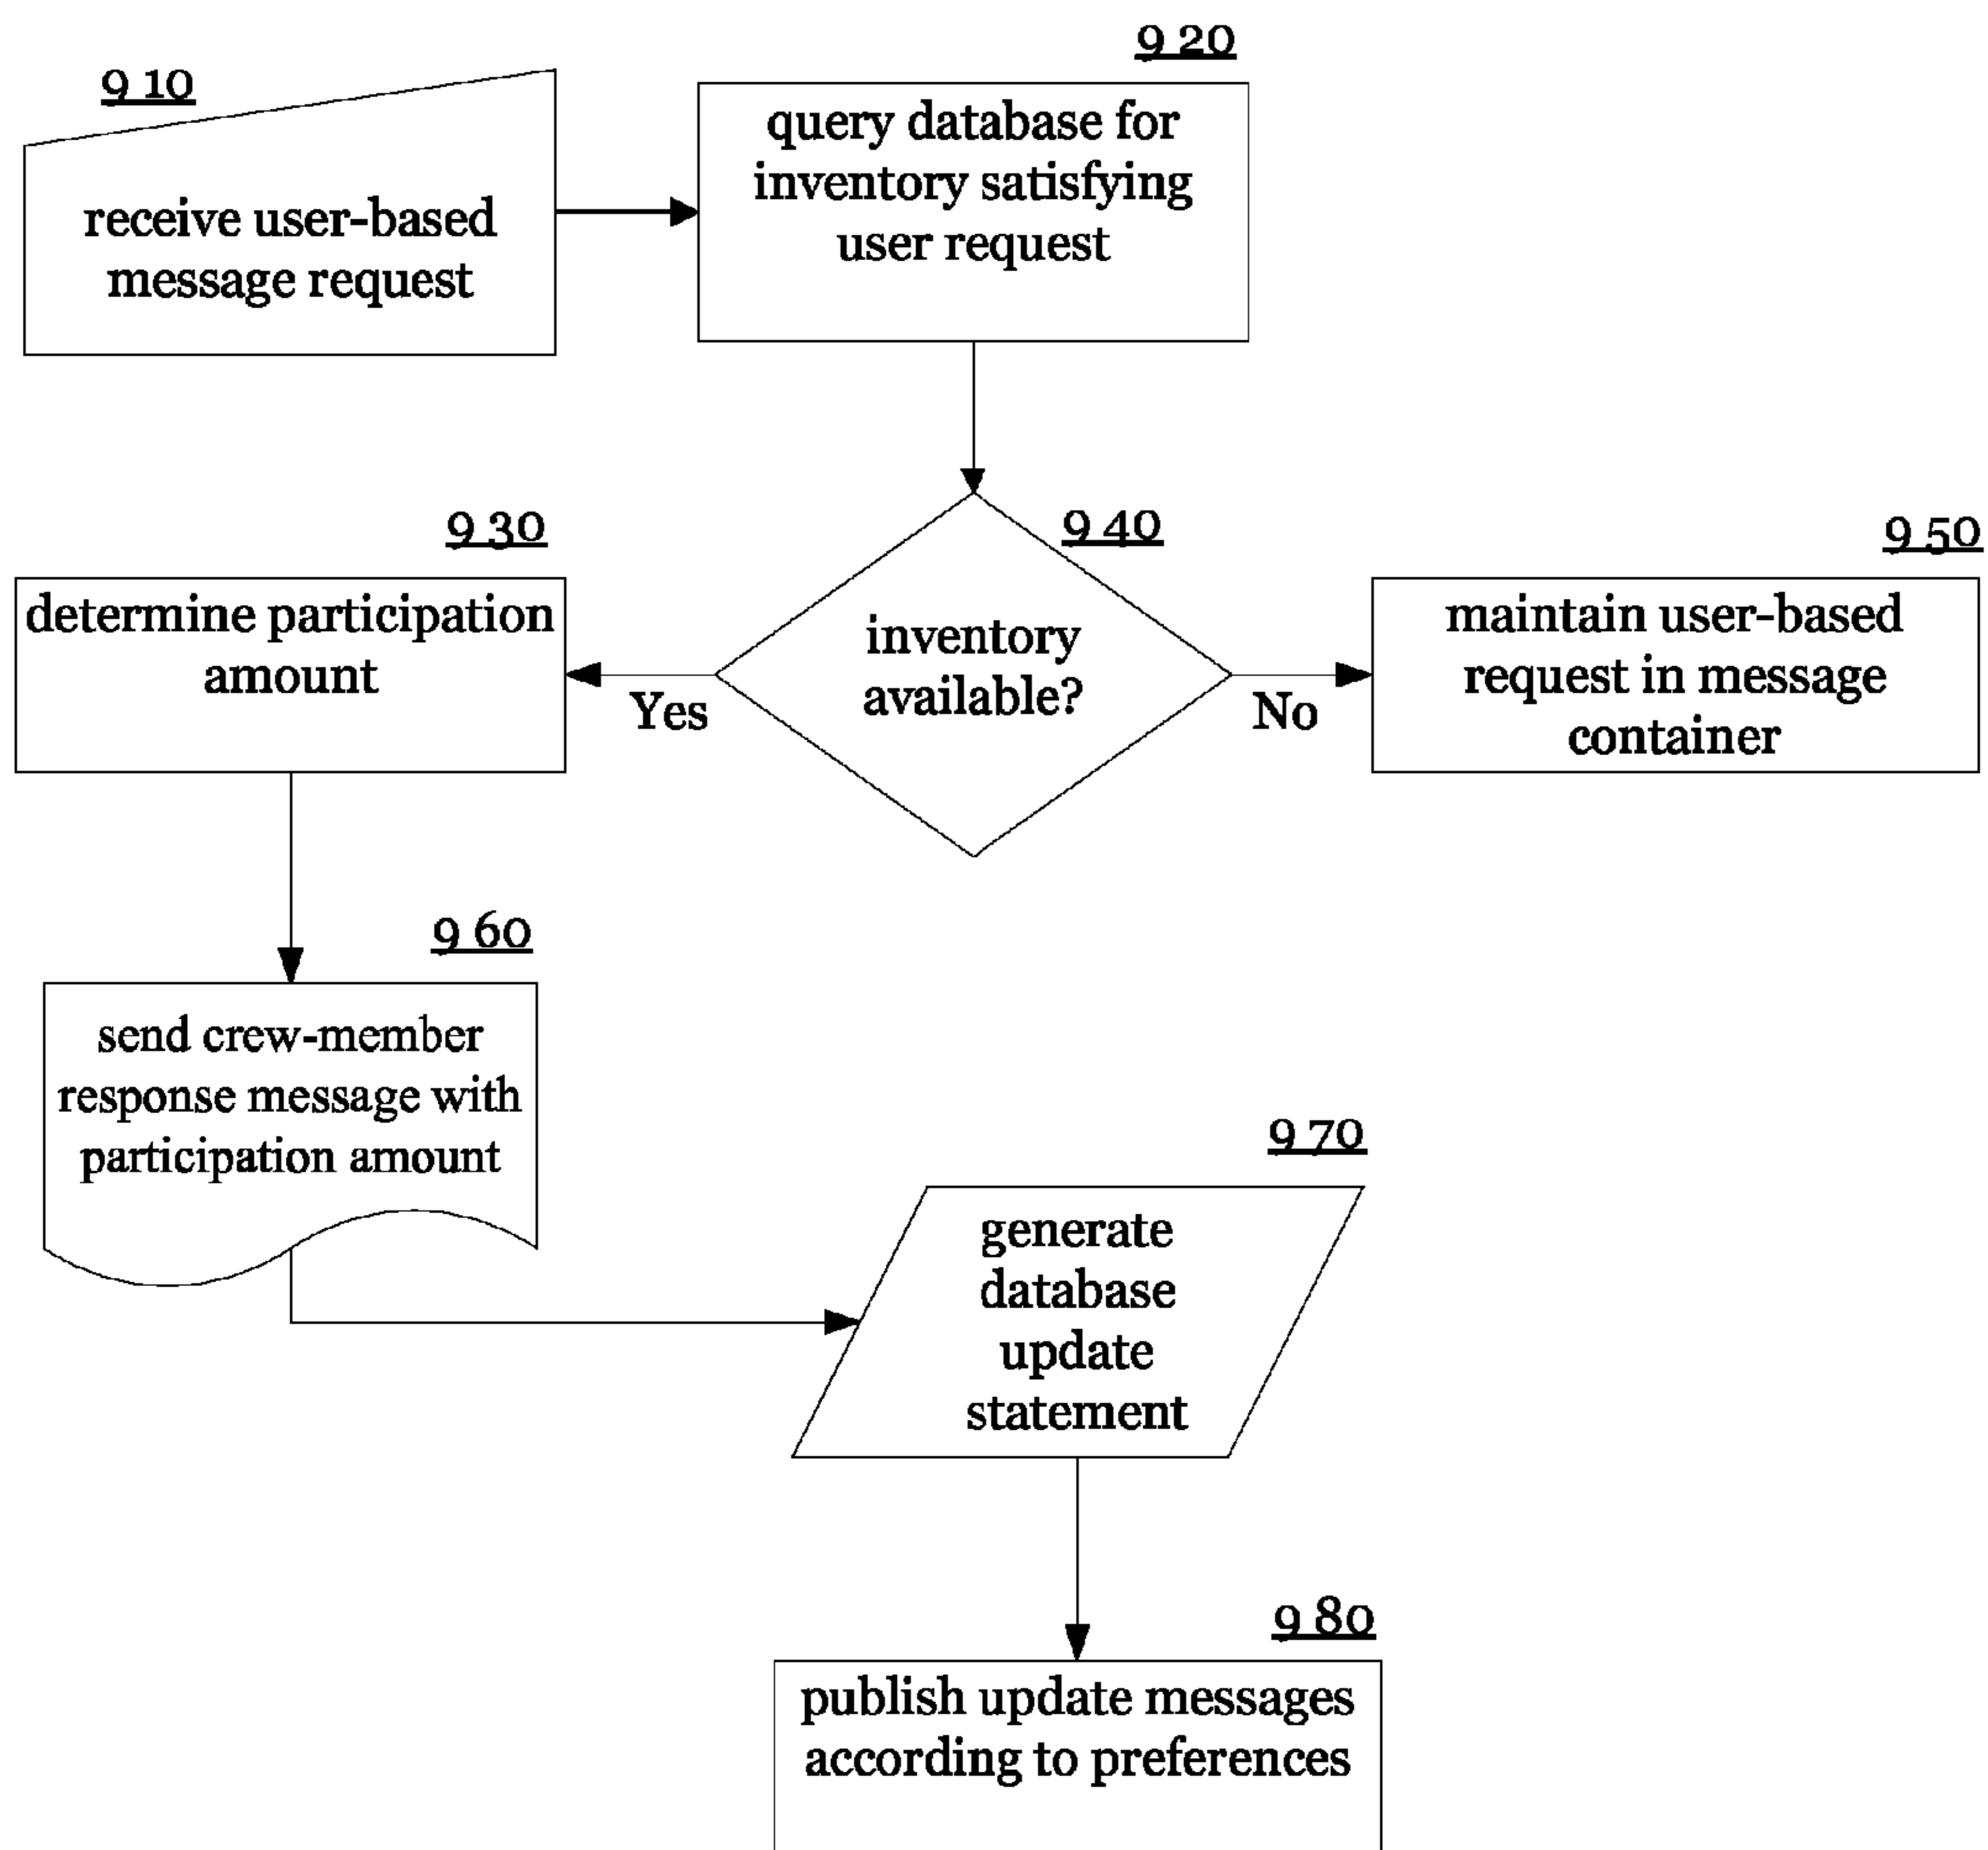 9 10
receive user-based
message request
9 20
query database for
inventory satisfying
user request
9 30
determine participation
amount
9 40
inventory
available?
Yes
No
9 50
maintain user-based
request in message
container
9 60
send crew-member
response message with
participation amount
9 70
generate
database
update
statement
9 80
publish update messages
according to preferences